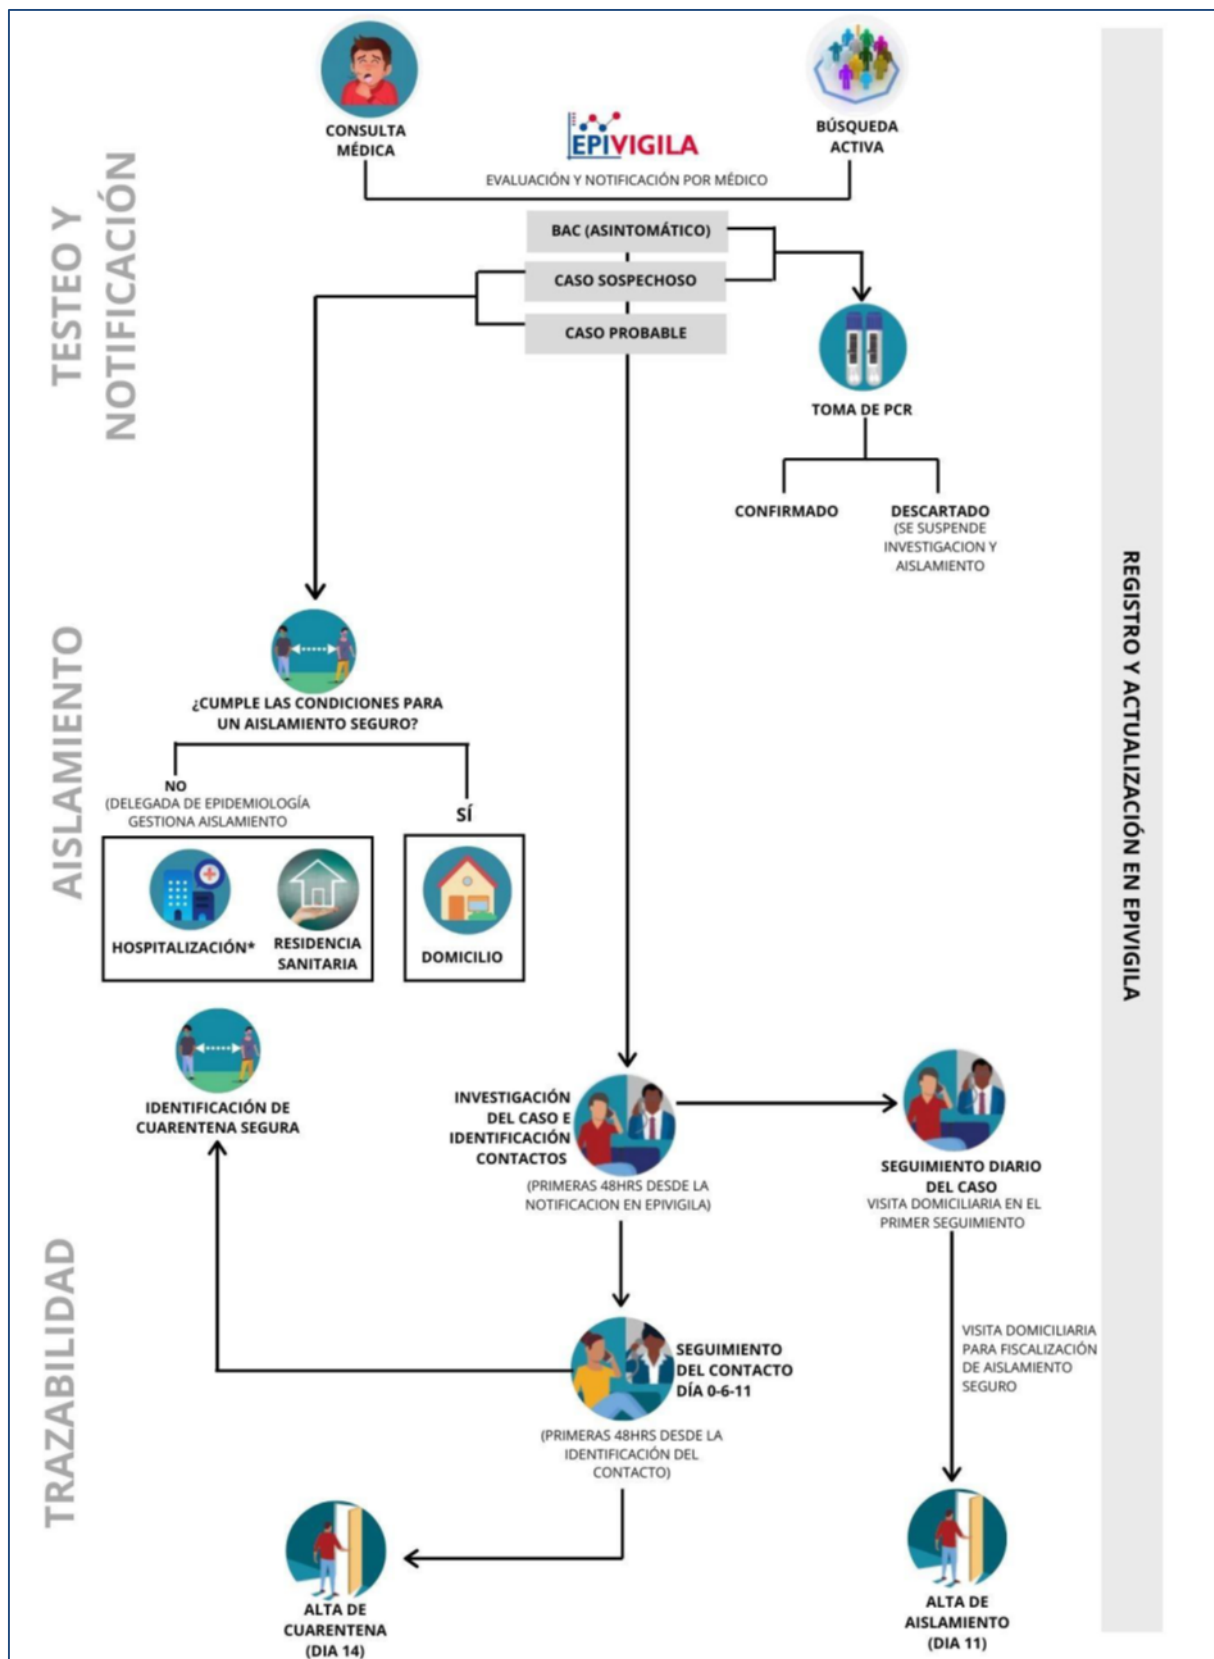 TESTEO Y
NOTIFICACIÓN
CONSULTA
MÉDICA
EPIVIGILA
BÚSQUEDA
ACTIVA
EVALUACIÓN Y NOTIFICACIÓN POR MÉDICO
BAC (ASINTOMÁTICO)
CASO SOSPECHOSO
CASO PROBABLE
TOMA DE PCR
CONFIRMADO
DESCARTADO
(SE SUSPENDE
INVESTIGACION Y
AISLAMIENTO
REGISTRO Y ACTUALIZACIÓN EN EPIVIGILA
AISLAMIENTO
¿CUMPLE LAS CONDICIONES PARA
UN AISLAMIENTO SEGURO?
NO
(DELEGADA DE EPIDEMIOLOGÍA
GESTIONA AISLAMIENTO
SÍ
HOSPITALIZACIÓN*
RESIDENCIA
SANITARIA
DOMICILIO
TRAZABILIDAD
IDENTIFICACIÓN DE
CUARENTENA SEGURA
INVESTIGACIÓN
DEL CASO E
IDENTIFICACIÓN
CONTACTOS
(PRIMERAS 48HRS DESDE LA
NOTIFICACION EN EPIVIGILA)
SEGUIMIENTO DIARIO
DEL CASO
VISITA DOMICILIARIA EN EL
PRIMER SEGUIMIENTO
SEGUIMIENTO
DEL CONTACTO
DÍA 0-6-11
(PRIMERAS 48HRS DESDE LA
IDENTIFICACIÓN DEL
CONTACTO)
VISITA DOMICILIARIA
PARA FISCALIZACIÓN
DE AISLAMIENTO
SEGURO
ALTA DE
CUARENTENA
(DIA 14)
ALTA DE
AISLAMIENTO
(DIA 11)